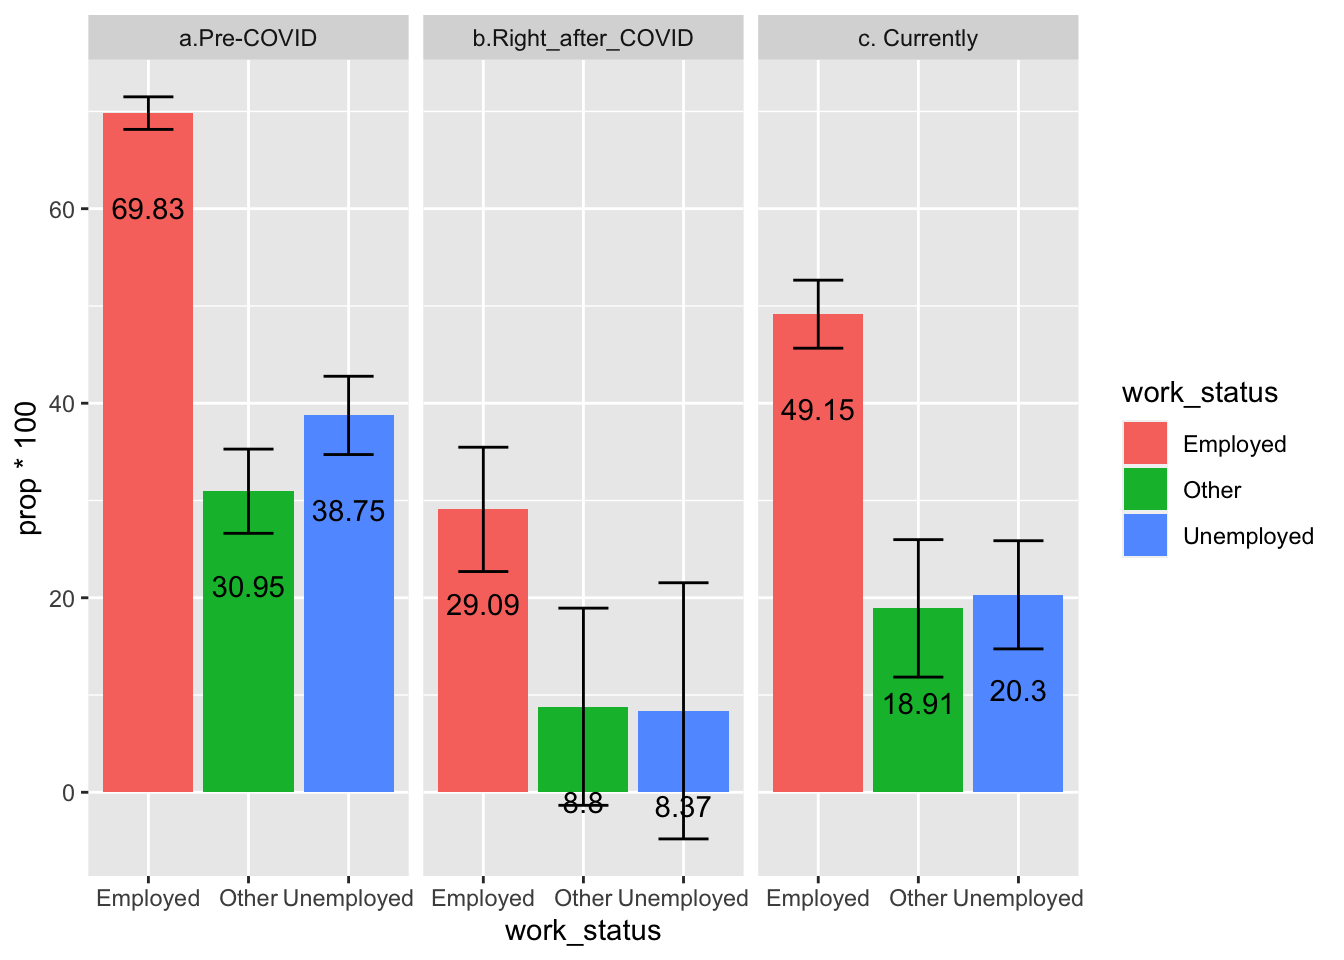 a.Pre-COVID
b.Right_after_COVID
c. Currently
prop * 100
60
40
20
0
69.83
30.95
38.75
29.09
8.8
8.37
49.15
18.91
20.3
Employed Other Unemployed
Employed Other Unemployed
Employed Other Unemployed
work_status
work_status
Employed
Other
Unemployed